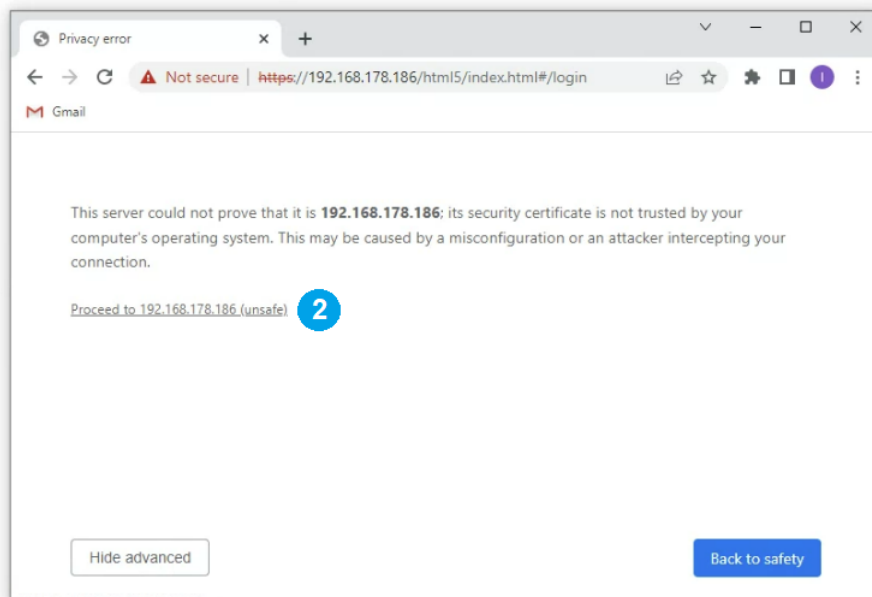 Privacy error
Not secure | https://192.168.178.186/html5/index.html#/login
I
Gmail
This server could not prove that it is 192.168.178.186; its security certificate is not trusted by your
computer's operating system. This may be caused by a misconfiguration or an attacker intercepting your
connection.
Proceed to 192.168.178.186 (unsafe) 2
Hide advanced
Back to safety